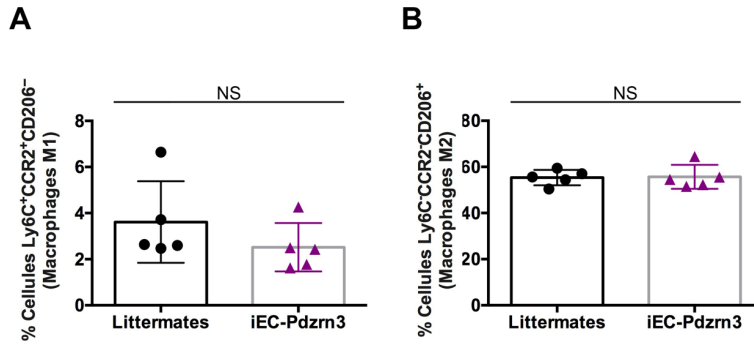 A
% Cellules Ly6C⁺CCR2⁺CD206⁻
(Macrophages M1)
NS
8
6
4
2
0
Littermates
iEC-Pdzrn3
B
% Cellules Ly6C⁻CCR2⁻CD206⁺
(Macrophages M2)
NS
80
60
40
20
0
Littermates
iEC-Pdzrn3